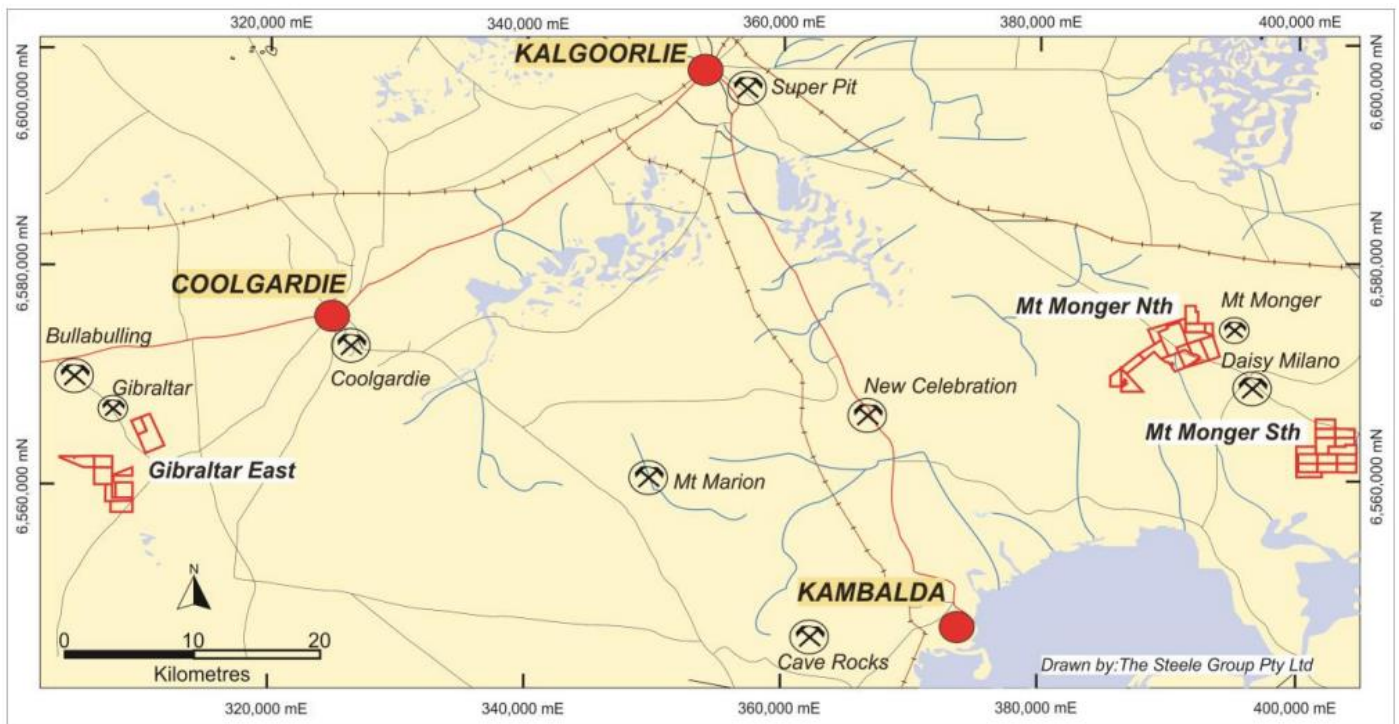 320,000 mE
340,000 mE
360,000 mE
380,000 mE
400,000 mE
6,600,000 mN
6,600,000 mN
KALGOORLIE
Super Pit
6,580,000 mN
6,580,000 mN
COOLGARDIE
Mt Monger Nth
Mt Monger
Bullabulling
Daisy Milano
Coolgardie
Gibraltar
New Celebration
Mt Monger Sth
Gibraltar East
Mt Marion
6,560,000 mN
6,560,000 mN
N
KAMBALDA
0
10
20
Kilometres
Cave Rocks
Drawn by:The Steele Group Pty Ltd
320,000 mE
340,000 mE
360,000 mE
380,000 mE
400,000 mE